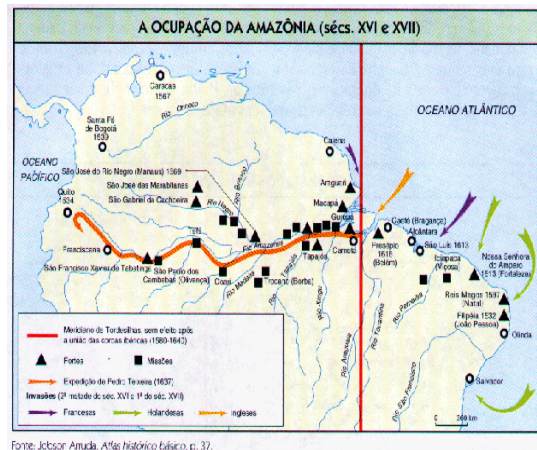 A OCUPAÇÃO DA AMAZÔNIA (sécs. XVI e XVII)
Caracas
1567
Rio Orinoco
OCEANO ATLÂNTICO
Santa Fé
de Bogotá
1539
Caiena
OCEANO
PACÍFICO
São José do Rio Negro (Manaus) 1669
São José das Marabitanas
São Gabriel da Cachoeira
Rio Branco
Araguari
Macapá
Gurupá
Quito
1534
Rio Negro
Rio Amazonas
Caeté (Bragança)
Alcântara
São Luís 1613
Franciscana
Tefé
Tapajós
Cametá
Presépio
1616
(Belém)
Ibiapaba
(Viçosa)
Nossa Senhora
do Amparo
1613 (Fortaleza)
São Francisco Xavier de Tabatinga
São Pedro dos
Cambebas (Olivença)
Coari
Rio Madeira
Trocano (Borba)
Rio Tapajós
Rio Xingu
Rio Araguaia
Rio Tocantins
Rio Parnaíba
Rio São Francisco
Reis Magos 1597
(Natal)
Filipéia 1532
(João Pessoa)
Olinda
Salvador
Meridiano de Tordesilhas, sem efeito após
a união das coroas ibéricas (1580-1640)
Fortes
Missões
Expedição de Pedro Teixeira (1637)
Invasões (2ª metade do séc. XVI e 1ª do séc. XVII)
Francesas
Holandesas
Ingleses
0
Fonte: Jobson Arruda. Atlas histórico básico, p. 37.